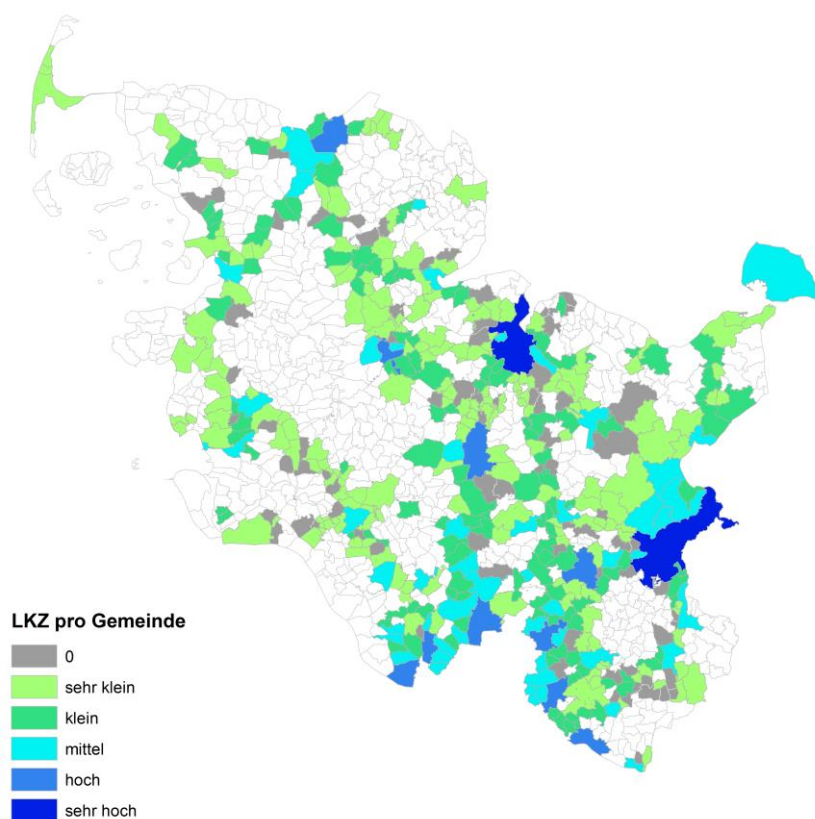 LKZ pro Gemeinde
0
sehr klein
klein
mittel
hoch
sehr hoch